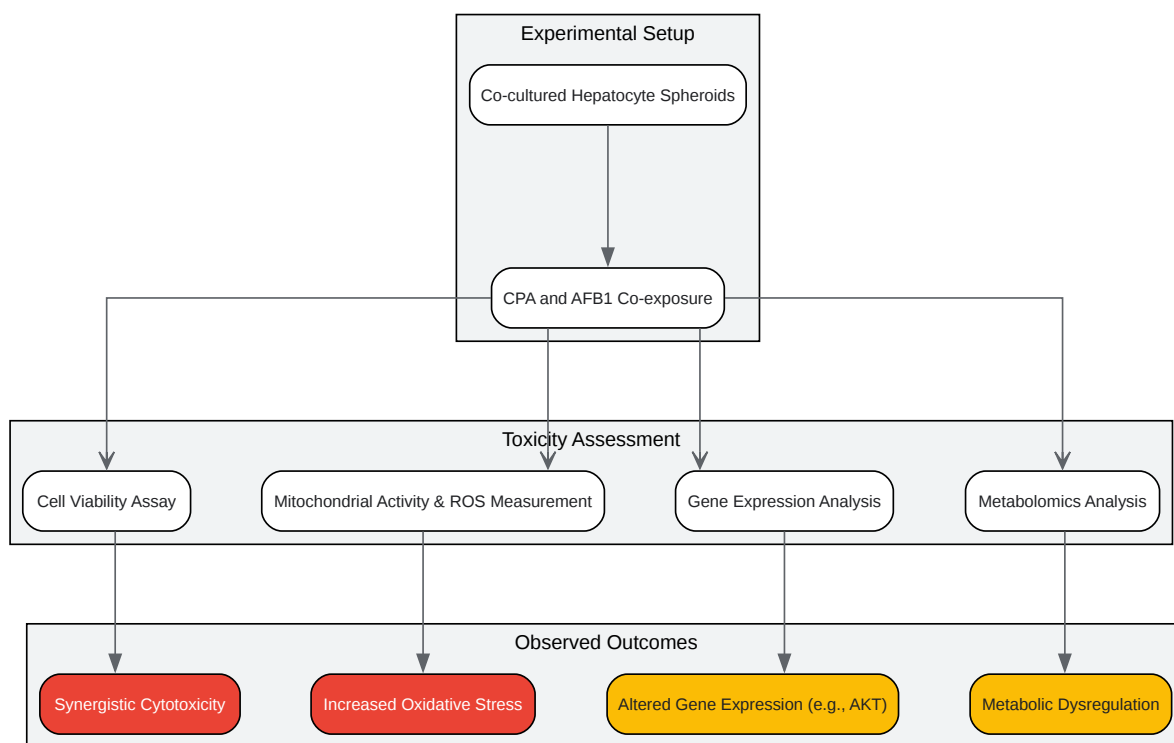 Experimental Setup
Co-cultured Hepatocyte Spheroids
CPA and AFB1 Co-exposure
Toxicity Assessment
Cell Viability Assay
Mitochondrial Activity & ROS Measurement
Gene Expression Analysis
Metabolomics Analysis
Observed Outcomes
Synergistic Cytotoxicity
Increased Oxidative Stress
Altered Gene Expression (e.g., AKT)
Metabolic Dysregulation